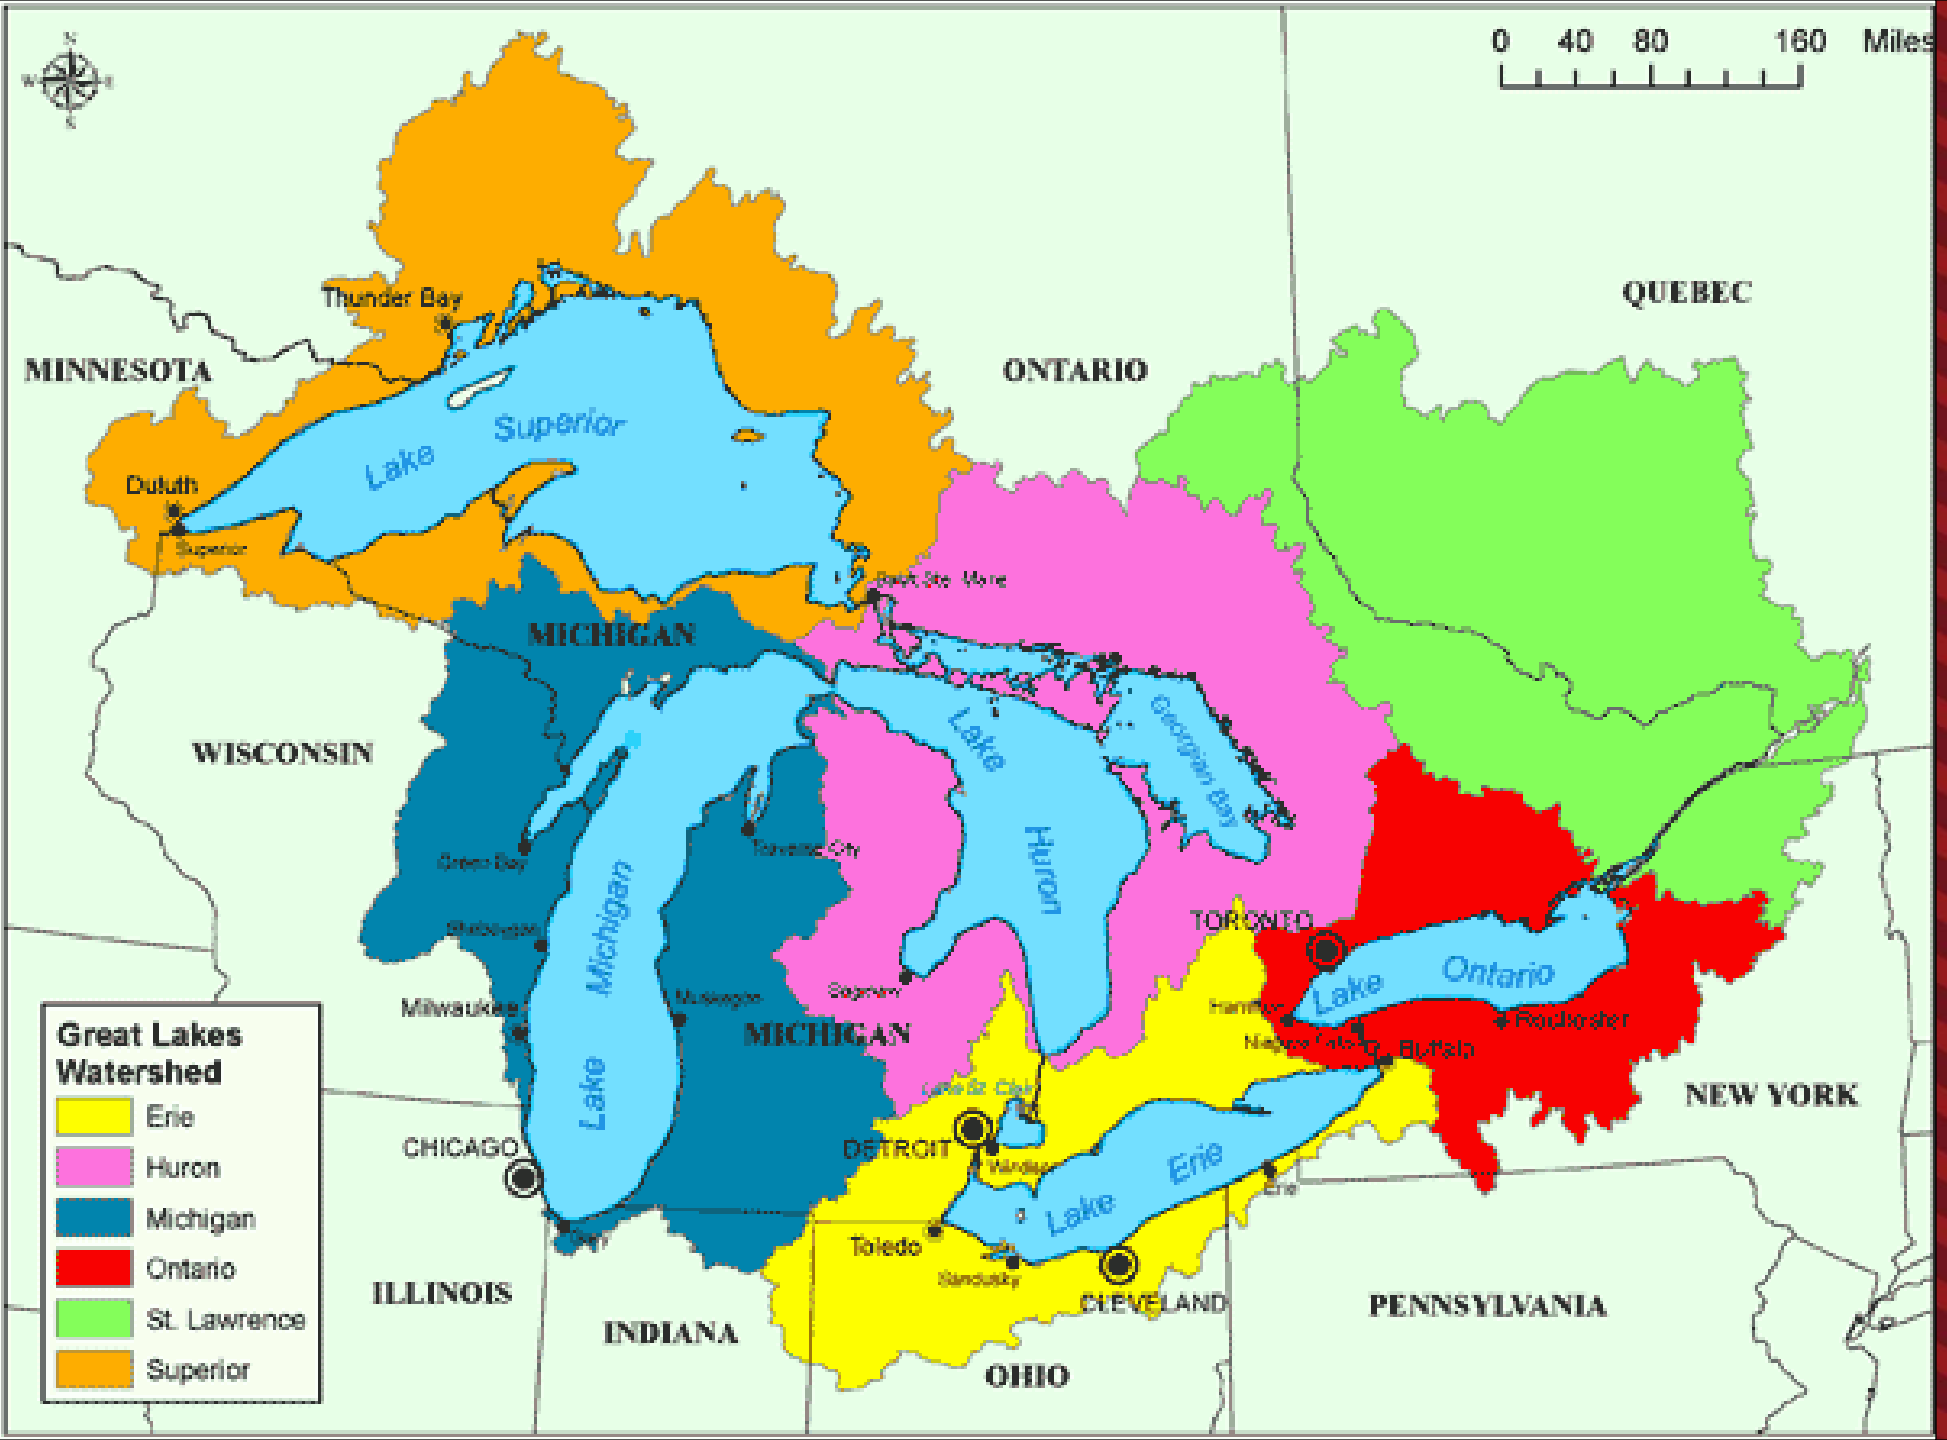 N
W E
S
0 40 80 160 Miles
QUEBEC
Thunder Bay
MINNESOTA
ONTARIO
Lake Superior
Duluth
Superior
Sault Ste. Marie
MICHIGAN
Georgian Bay
Lake Huron
WISCONSIN
Green Bay
Traverse City
Lake Michigan
TORONTO
Sheboygan
Lake Ontario
Saginaw
Milwaukee
Muskegon
MICHIGAN
Hamilton
Rochester
Niagara Falls
Buffalo
Lake St. Clair
NEW YORK
CHICAGO
DETROIT
Windsor
Lake Erie
Erie
Gary
Toledo
Sandusky
CLEVELAND
ILLINOIS
INDIANA
PENNSYLVANIA
OHIO
Great Lakes
Watershed
Erie
Huron
Michigan
Ontario
St. Lawrence
Superior